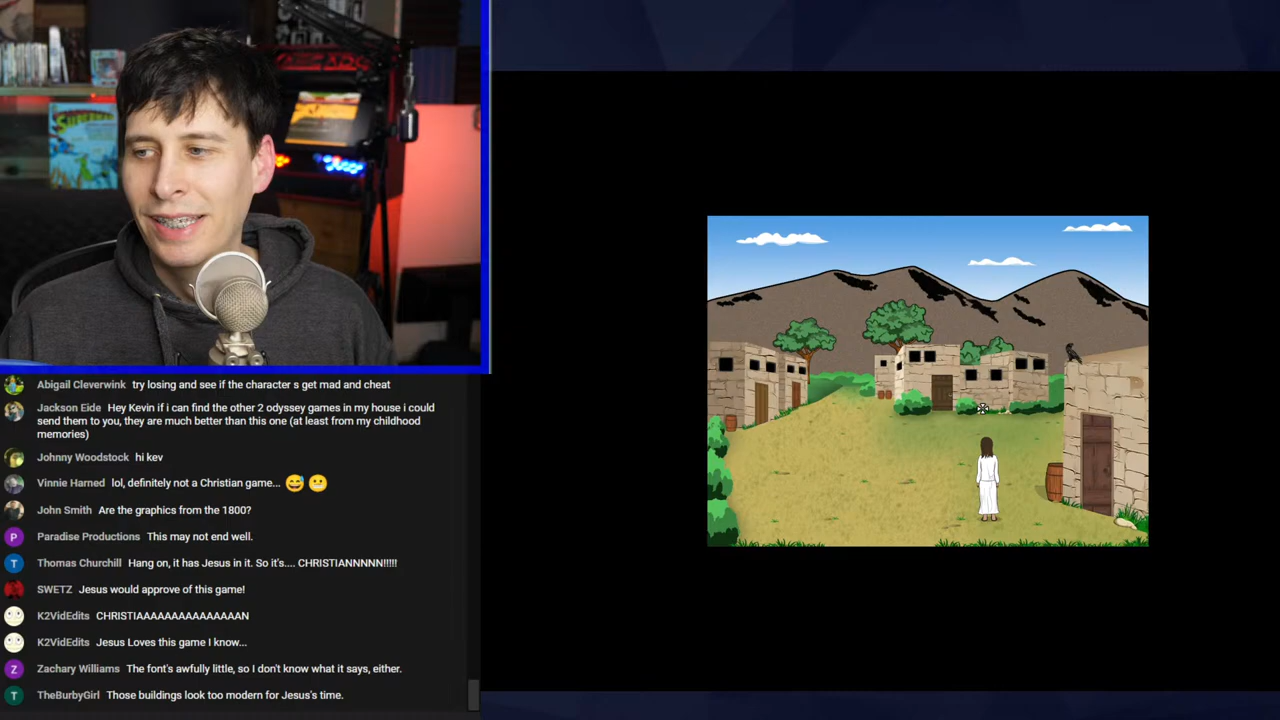 SUPERMAN
Abigail Cleverwink try losing and see if the character s get mad and cheat
Jackson Eide Hey Kevin if i can find the other 2 odyssey games in my house i could
send them to you, they are much better than this one (at least from my childhood
memories)
Johnny Woodstock hi kev
Vinnie Harned lol, definitely not a Christian game... 😅 😬
John Smith Are the graphics from the 1800?
P Paradise Productions This may not end well.
T Thomas Churchill Hang on, it has Jesus in it. So it's.... CHRISTIANNNNN!!!!!
SWETZ Jesus would approve of this game!
K2VidEdits CHRISTIAAAAAAAAAAAAAAN
K2VidEdits Jesus Loves this game I know...
Z Zachary Williams The font's awfully little, so I don't know what it says, either.
T TheBurbyGirl Those buildings look too modern for Jesus's time.